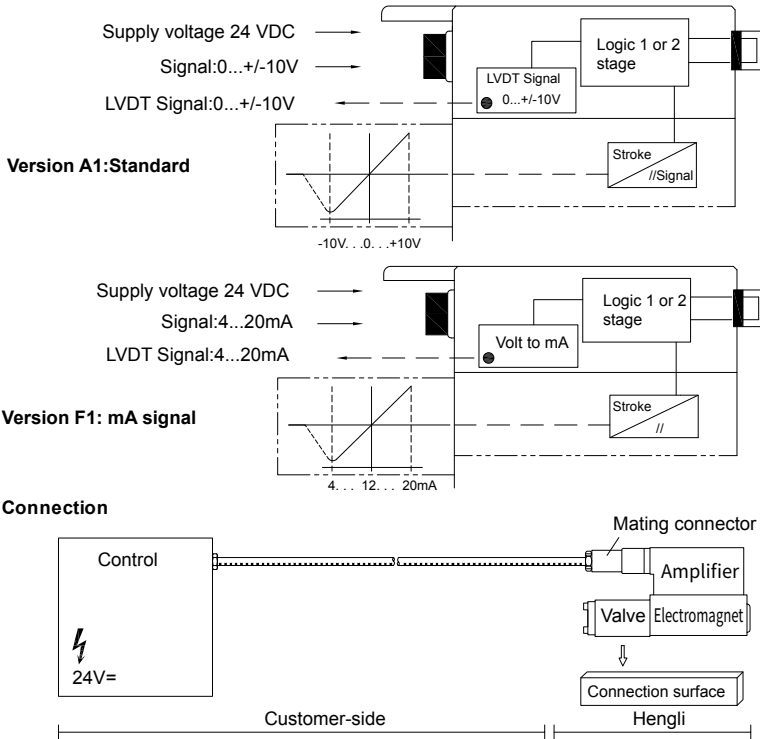 Supply voltage 24 VDC
Signal:0...+/-10V
LVDT Signal:0...+/-10V
LVDT Signal
0...+/-10V
Logic 1 or 2
stage
Stroke
//Signal
Version A1:Standard
-10V. . .0. . .+10V
Supply voltage 24 VDC
Signal:4...20mA
LVDT Signal:4...20mA
Volt to mA
Logic 1 or 2
stage
Stroke
//
Version F1: mA signal
4. . . 12. . . 20mA
Connection
Control
24V=
Mating connector
Amplifier
Valve
Electromagnet
Connection surface
Customer-side
Hengli